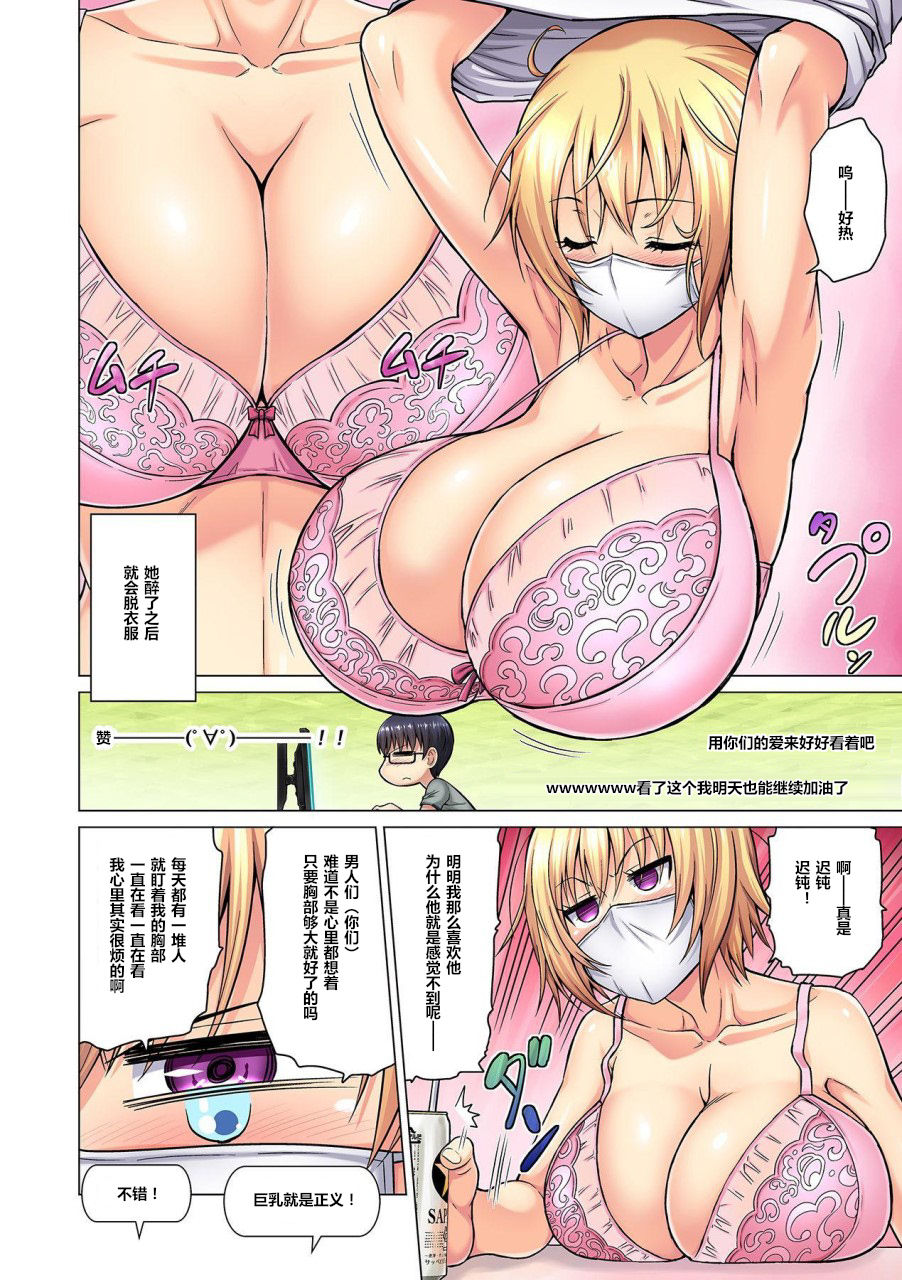 呜
——好热
ムチ
ムチ
タプ
ルン
她醉了之后
就会脱衣服
用你们的爱来好好看着吧
赞————(ﾟ∀ﾟ)————！！
wwwwwww看了这个我明天也能继续加油了
啊——真是
迟钝
迟钝！
明明我那么喜欢他
为什么他就是感觉
不到呢——
ダン
SAP
サッペ
男人们（你们）
难道不是心里都想着
只要胸部够大就好了的吗
每天都有一堆人
就盯着我的胸部
一直在看一直在看
我心里其实很烦的啊
巨乳就是正义！
不错！